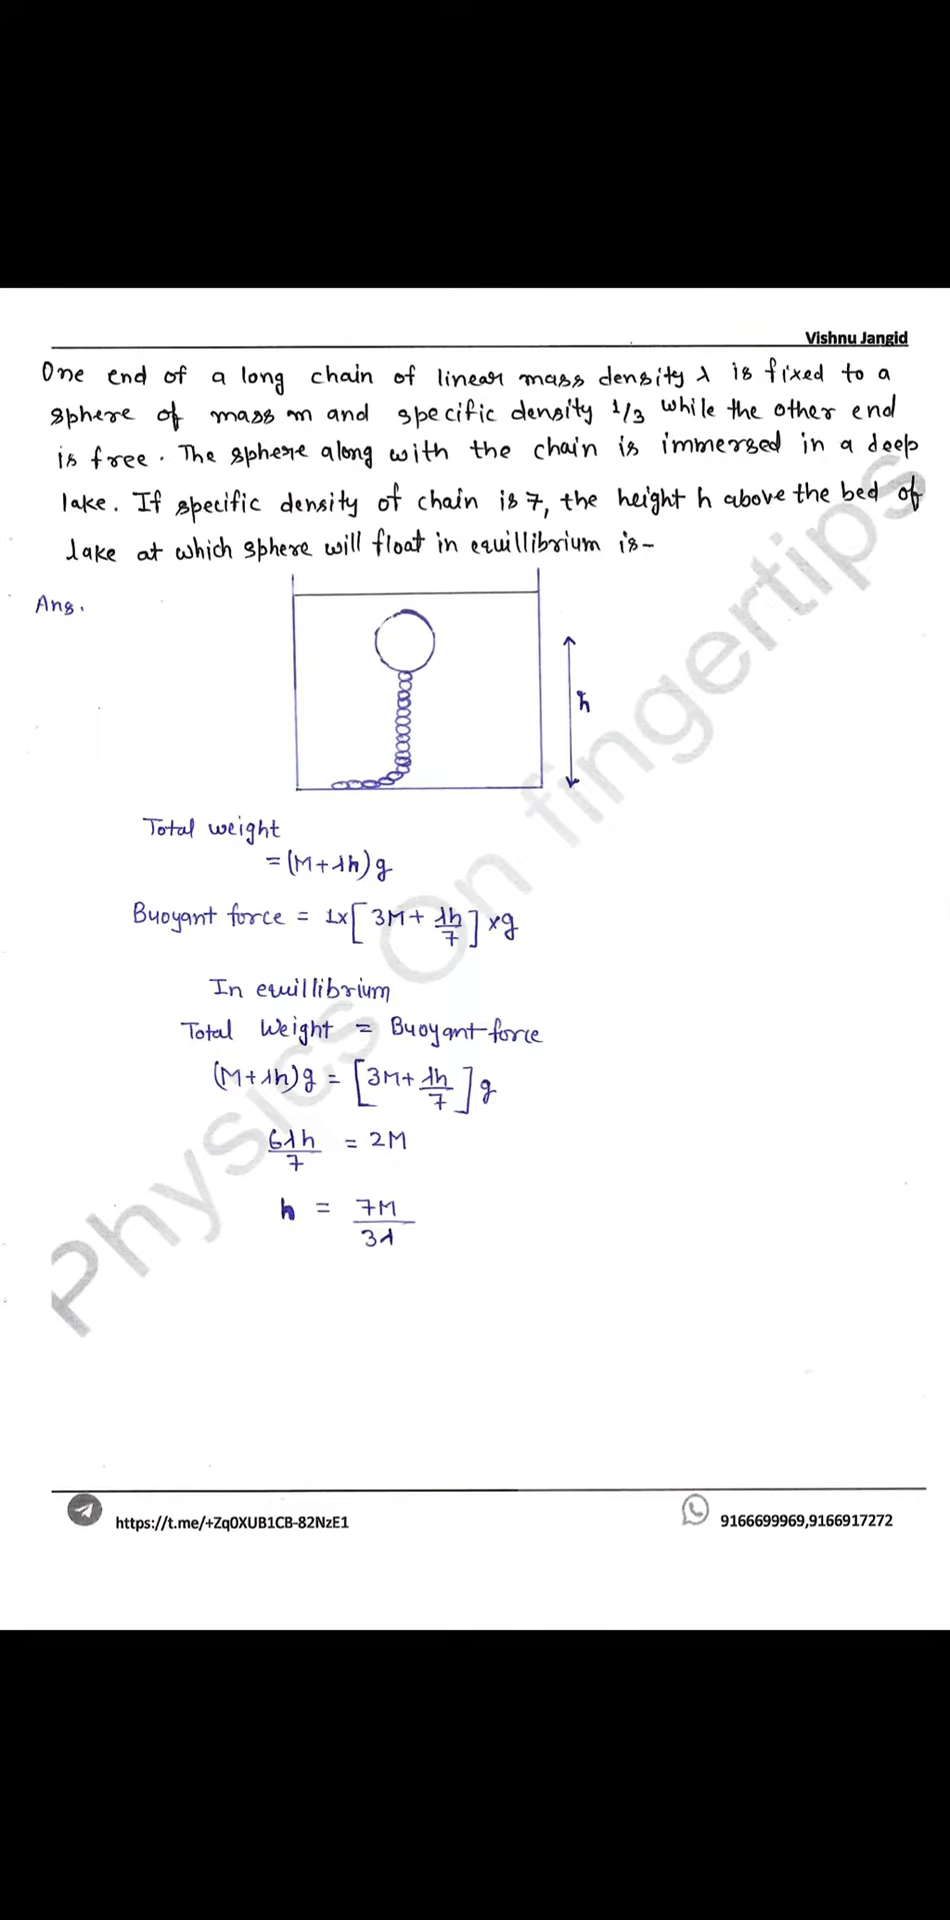 Vishnu Jangid
One end of a long chain of linear mass density λ is fixed to a
sphere of mass m and specific density 1/3 while the other end
is free. The sphere along with the chain is immersed in a deep
lake. If specific density of chain is 7, the height h above the bed of
lake at which sphere will float in equillibrium is-
Ans.
h
Total weight
= (M+λh)g
Buoyant force = 1x[3M+ λh/7] xg
In equillibrium
Total Weight = Buoyant force
(M+λh)g = [3M+ λh/7] g
6λh/7 = 2M
h = 7M/3λ
Physics On fingertips
https://t.me/+Zq0XUB1CB-82NzE1
9166699969,9166917272